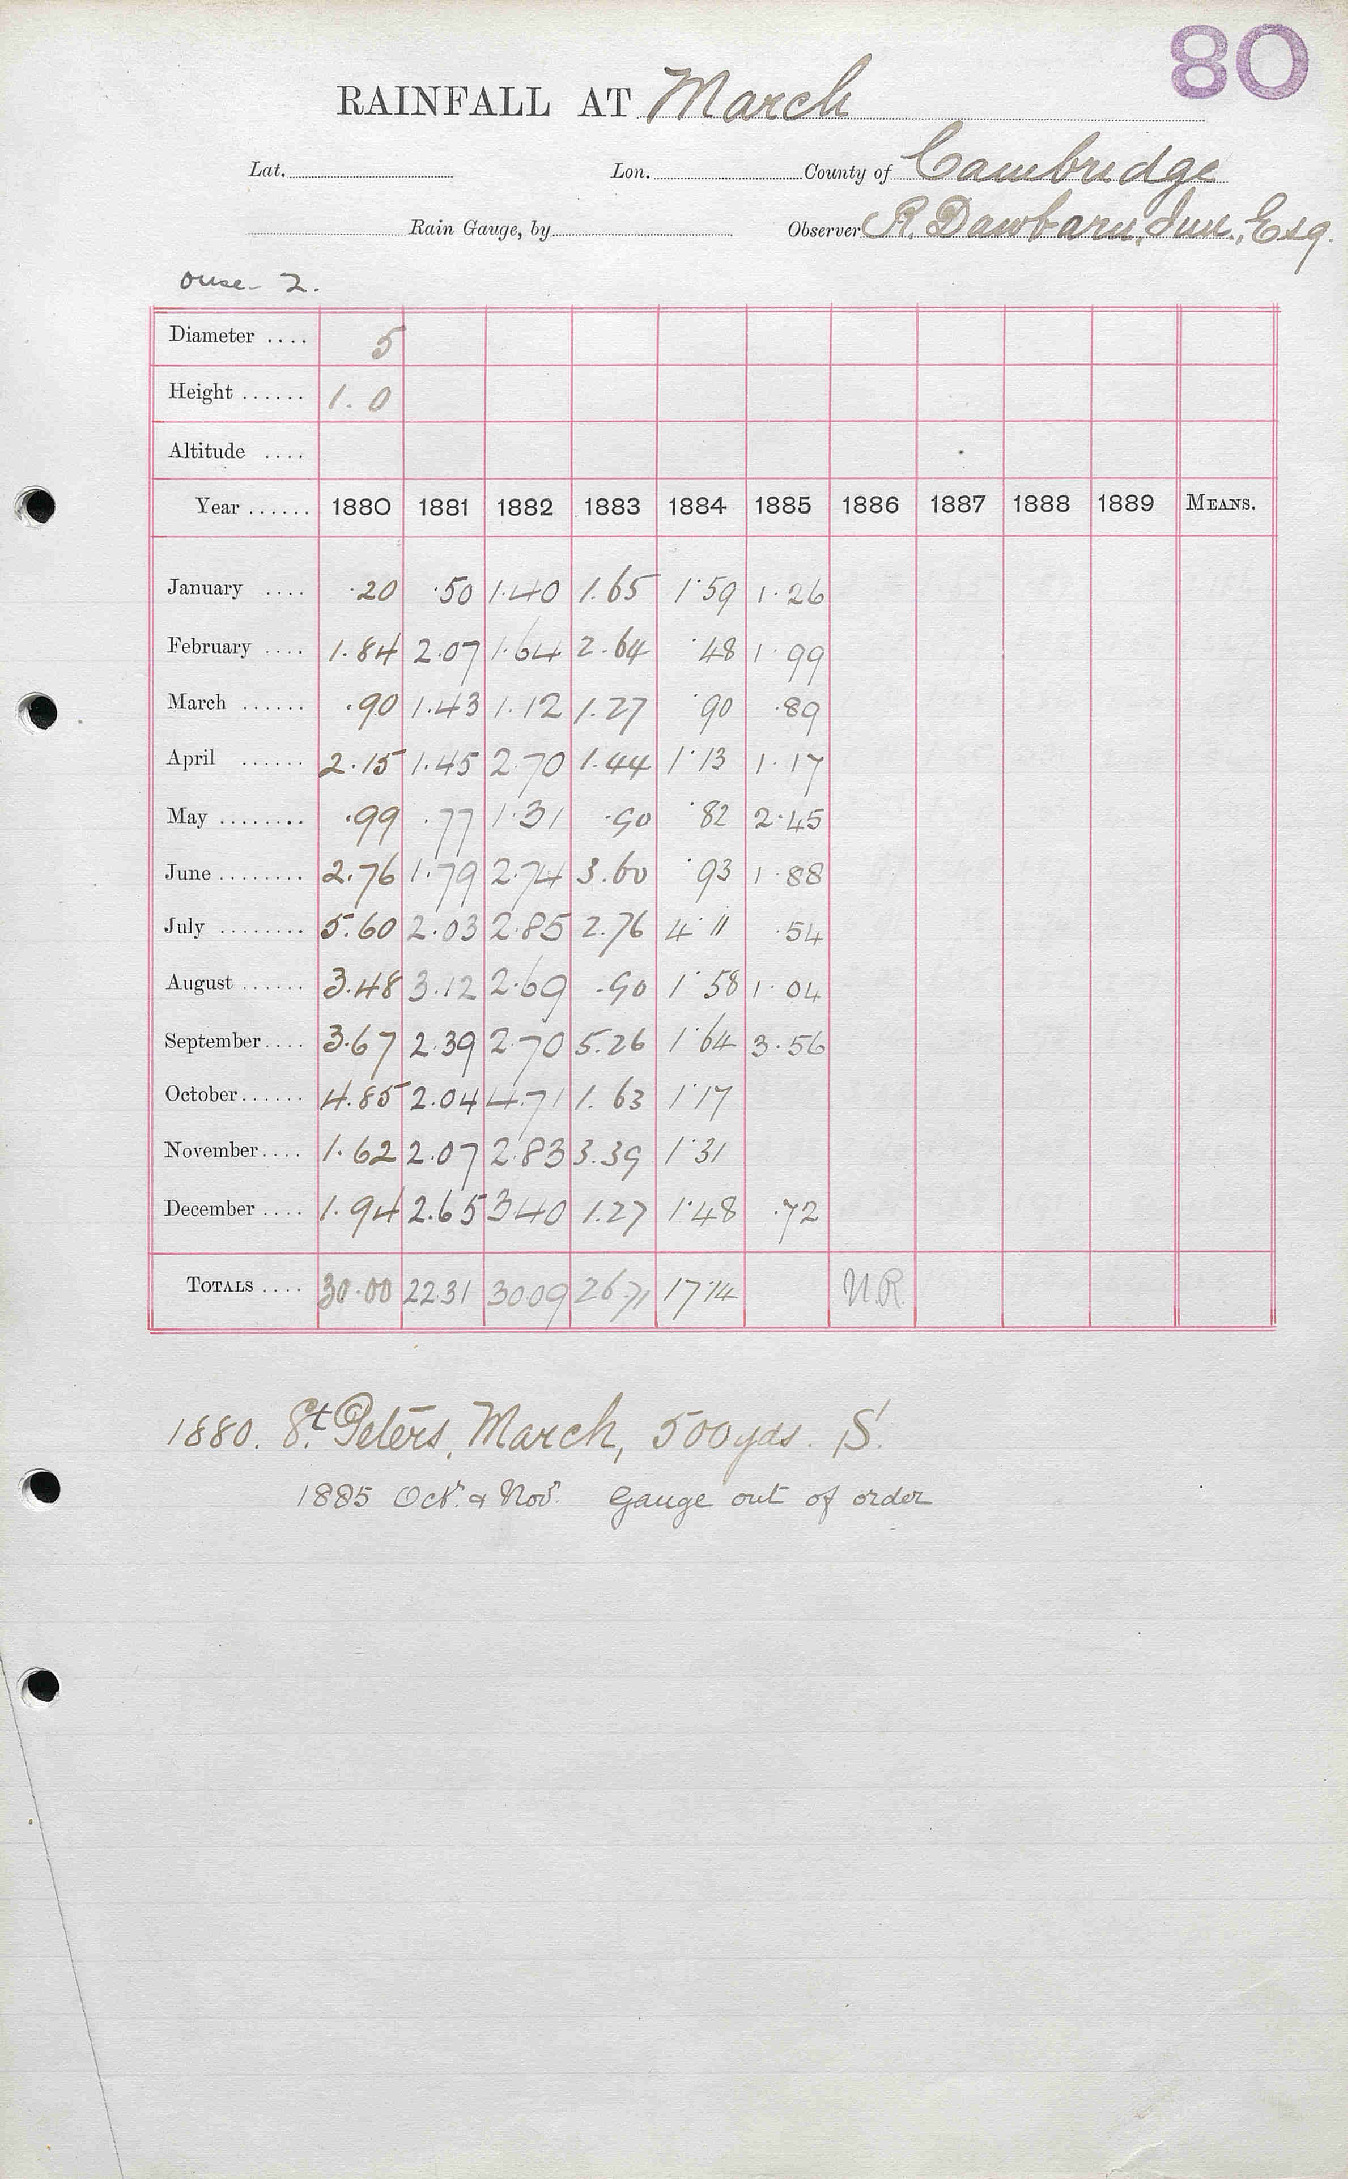 80
RAINFALL AT March
Lat. Lon. County of Cambridge
Rain Gauge, by Observer R. Dawbarn, Jun., Esq.
Ouse - 2.
Diameter .... 5
Height ...... 1. 0
Altitude ....
Year ...... 1880 1881 1882 1883 1884 1885 1886 1887 1888 1889 MEANS.
January .... .20 .50 1.40 1.65 1.59 1.26
February .... 1.84 2.07 1.64 2.64 .48 1.99
March ...... .90 1.43 1.12 1.27 .90 .89
April ...... 2.15 1.45 2.70 1.44 1.13 1.17
May ........ .99 .77 1.31 .90 .82 2.45
June ........ 2.76 1.79 2.74 3.60 .93 1.88
July ........ 5.60 2.03 2.85 2.76 4.11 .54
August ...... 3.48 3.12 2.69 .90 1.58 1.04
September .... 3.67 2.39 2.70 5.26 1.64 3.56
October ...... 4.85 2.04 4.71 1.63 1.17
November .... 1.62 2.07 2.83 3.39 1.31
December .... 1.94 2.65 3.40 1.27 1.48 .72
TOTALS .... 30.00 22.31 30.09 26.71 17.14 N.R.
1880. St. Peters, March, 500yds. S.
1885 Oct. & Nov. Gauge out of order